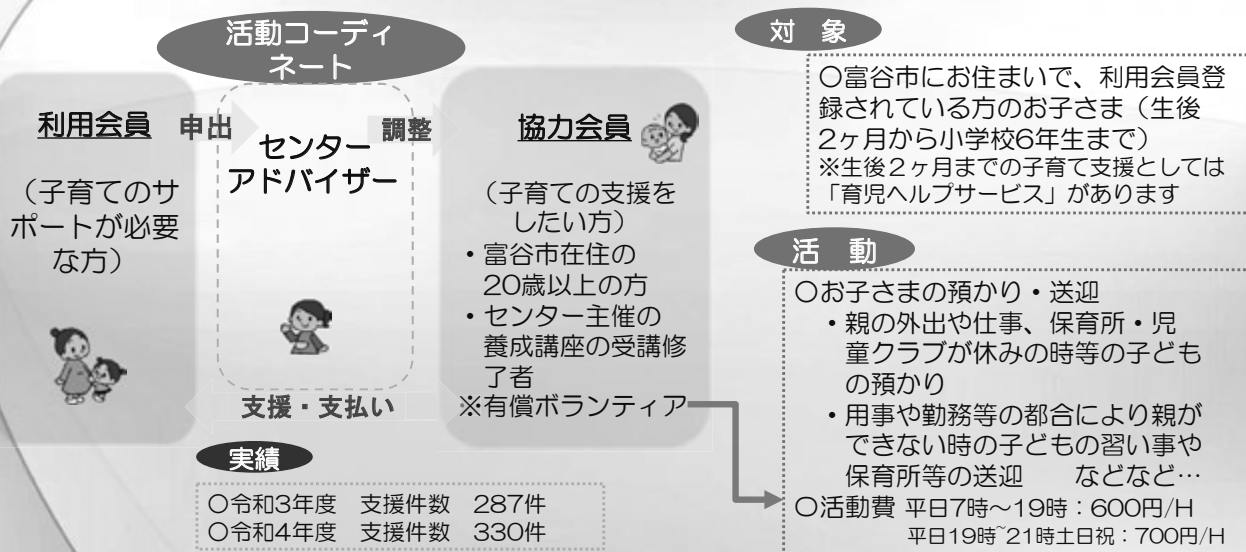 活動コーディ
ネート
利用会員
申出
（子育てのサ
ポートが必要
な方）
センター
アドバイザー
調整
協力会員
（子育ての支援を
したい方）
・富谷市在住の
20歳以上の方
・センター主催の
養成講座の受講修
了者
※有償ボランティア
支援・支払い
実績
〇令和3年度　支援件数　287件
〇令和4年度　支援件数　330件
対　象
〇富谷市にお住まいで、利用会員登
録されている方のお子さま（生後
2ヶ月から小学校6年生まで）
※生後２ヶ月までの子育て支援としては
「育児ヘルプサービス」があります
活　動
〇お子さまの預かり・送迎
・親の外出や仕事、保育所・児
童クラブが休みの時等の子ども
の預かり
・用事や勤務等の都合により親が
できない時の子どもの習い事や
保育所等の送迎　　などなど…
〇活動費 平日7時～19時：600円/H
平日19時~21時土日祝：700円/H